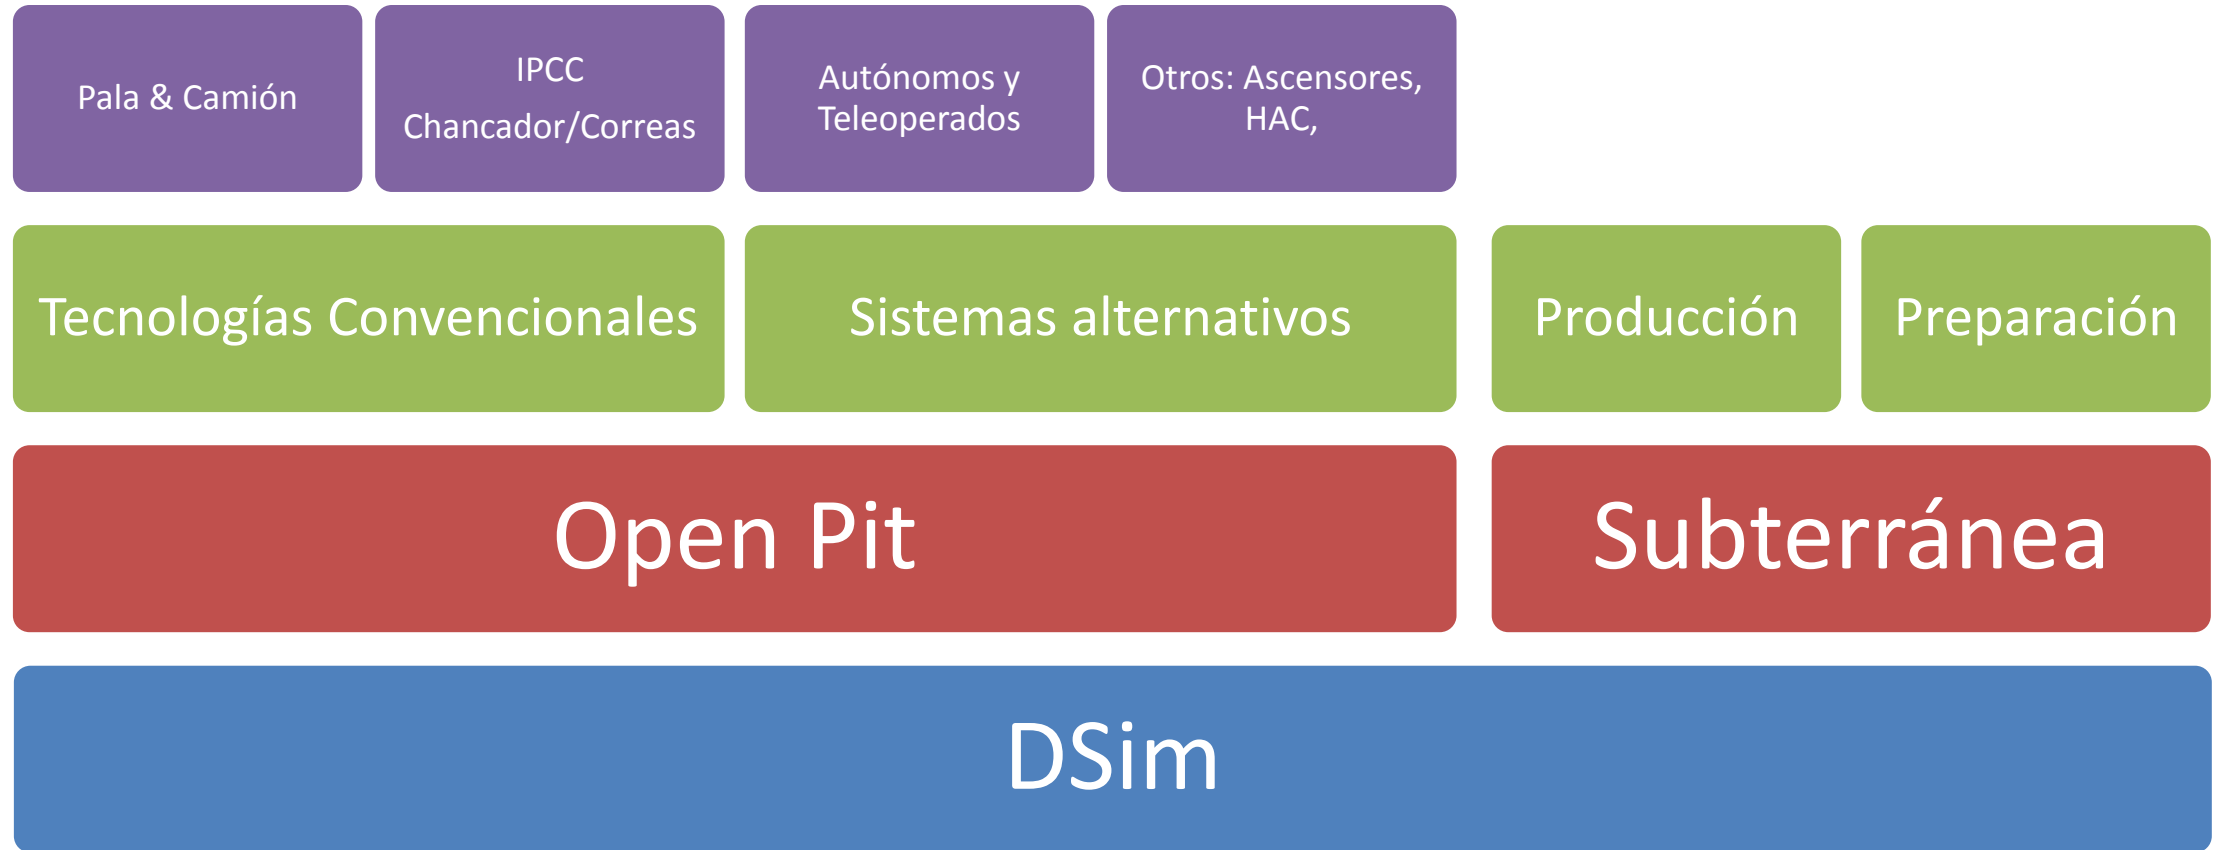 Pala & Camión
IPCC
Chancador/Correas
Autónomos y
Teleoperados
Otros: Ascensores,
HAC,
Tecnologías Convencionales
Sistemas alternativos
Producción
Preparación
Open Pit
Subterránea
DSim